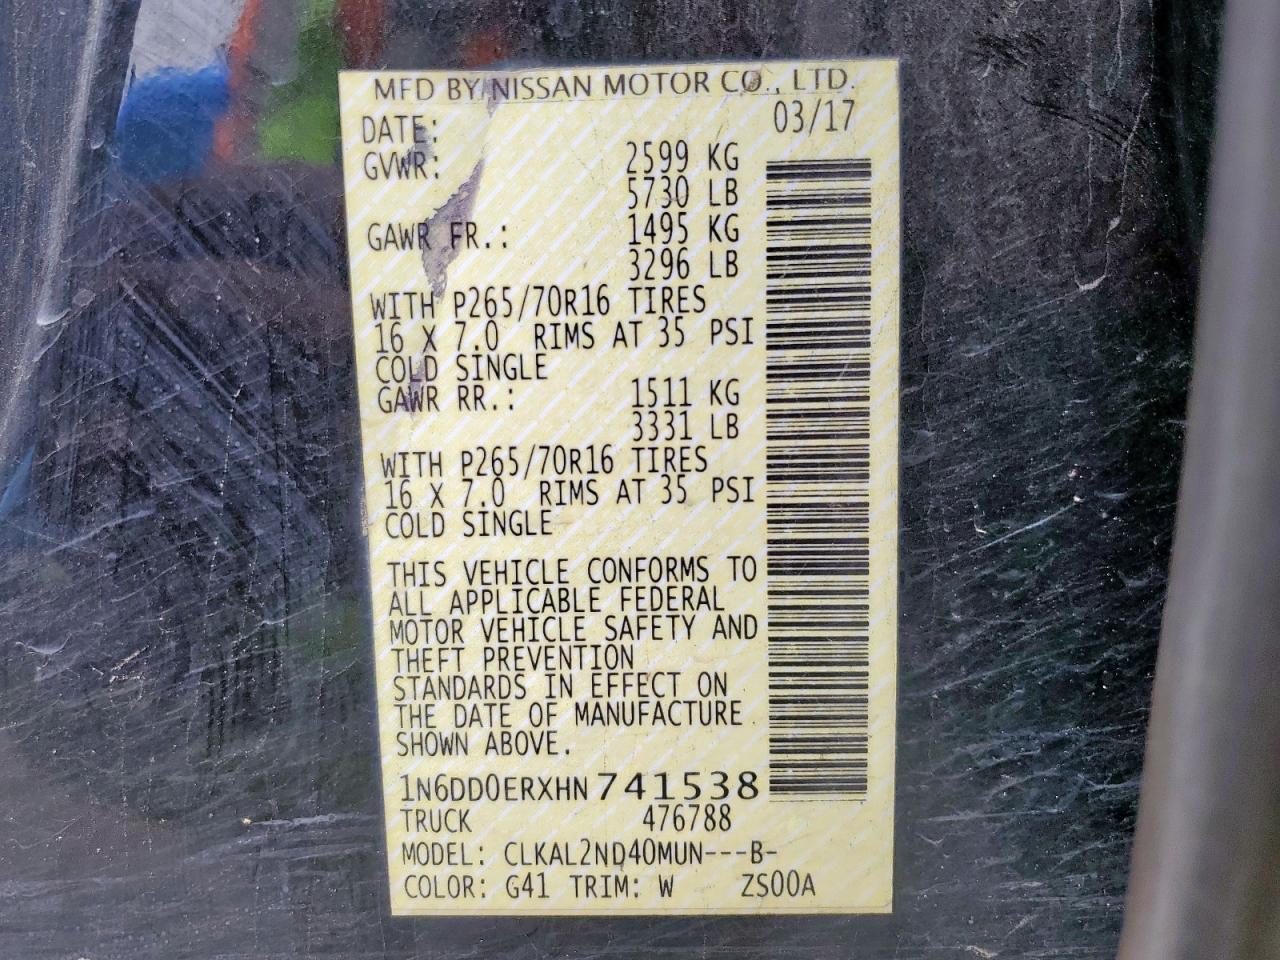 MFD BY NISSAN MOTOR CO., LTD.
DATE: 03/17
GVWR: 2599 KG
5730 LB
GAWR FR.: 1495 KG
3296 LB
WITH P265/70R16 TIRES
16 X 7.0 RIMS AT 35 PSI
COLD SINGLE
GAWR RR.: 1511 KG
3331 LB
WITH P265/70R16 TIRES
16 X 7.0 RIMS AT 35 PSI
COLD SINGLE
THIS VEHICLE CONFORMS TO
ALL APPLICABLE FEDERAL
MOTOR VEHICLE SAFETY AND
THEFT PREVENTION
STANDARDS IN EFFECT ON
THE DATE OF MANUFACTURE
SHOWN ABOVE.
1N6DD0ERXHN 741538
TRUCK 476788
MODEL: CLKAL2ND40MUN---B-
COLOR: G41 TRIM: W ZS00A